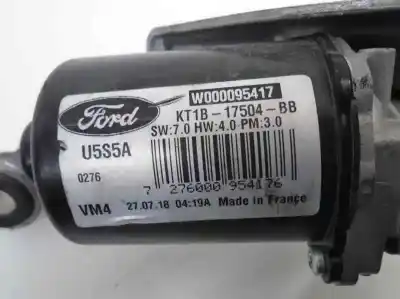 Ford
W000095417
KT1B-17504-BB
SW:7.0 HW:4.0 PM:3.0
U5S5A
0276
7 276000 954176
VM4 27.07.18 04:19A Made in France